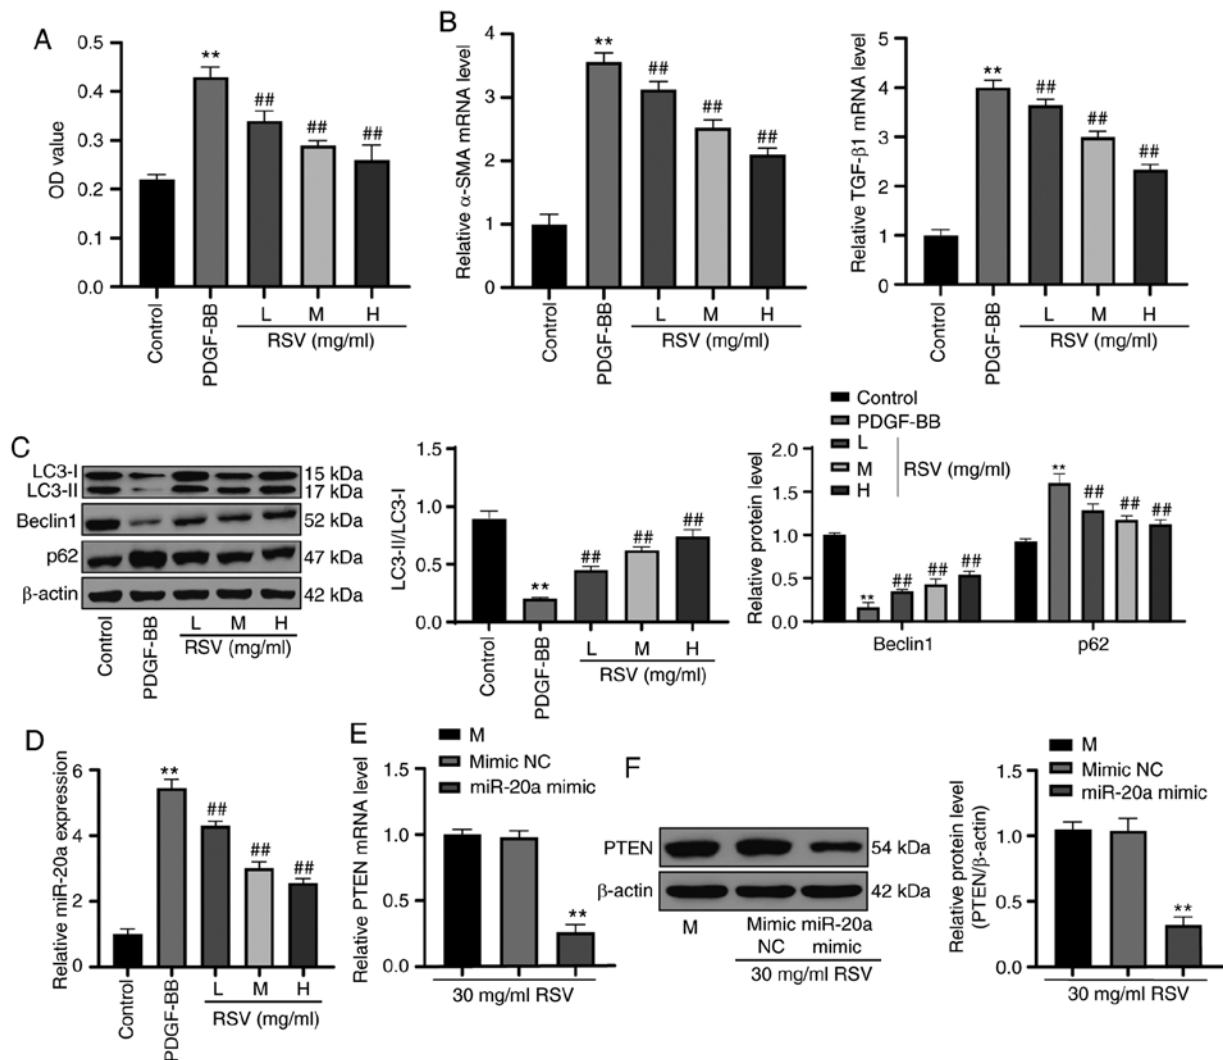 A
OD value
0.5
0.4
0.3
0.2
0.1
0.0
**
##
##
##
Control
PDGF-BB
L
M
H
RSV (mg/ml)
B
Relative α-SMA mRNA level
4
3
2
1
0
**
##
##
##
Control
PDGF-BB
L
M
H
RSV (mg/ml)
Relative TGF-β1 mRNA level
5
4
3
2
1
0
**
##
##
##
Control
PDGF-BB
L
M
H
RSV (mg/ml)
C
LC3-I
15 kDa
LC3-II
17 kDa
Beclin1
52 kDa
p62
47 kDa
β-actin
42 kDa
Control
PDGF-BB
L
M
H
RSV (mg/ml)
LC3-II/LC3-I
1.5
1.0
0.5
0.0
**
##
##
##
Control
PDGF-BB
L
M
H
RSV (mg/ml)
Control
PDGF-BB
L
M
H
RSV (mg/ml)
Relative protein level
2.0
1.5
1.0
0.5
0.0
**
##
##
##
**
##
##
##
Beclin1
p62
D
Relative miR-20a expression
6
4
2
0
**
##
##
##
Control
PDGF-BB
L
M
H
RSV (mg/ml)
E
M
Mimic NC
miR-20a mimic
Relative PTEN mRNA level
1.5
1.0
0.5
0.0
**
30 mg/ml RSV
F
PTEN
54 kDa
β-actin
42 kDa
M
Mimic NC
miR-20a mimic
30 mg/ml RSV
M
Mimic NC
miR-20a mimic
Relative protein level
(PTEN/β-actin)
1.5
1.0
0.5
0.0
**
30 mg/ml RSV